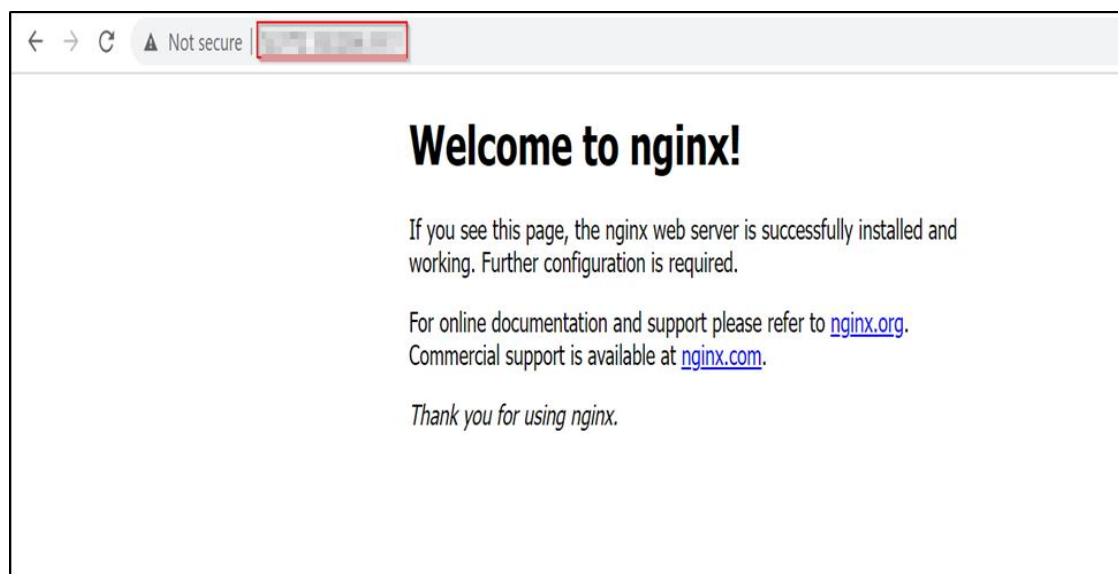 Not secure
Welcome to nginx!
If you see this page, the nginx web server is successfully installed and
working. Further configuration is required.
For online documentation and support please refer to nginx.org.
Commercial support is available at nginx.com.
Thank you for using nginx.